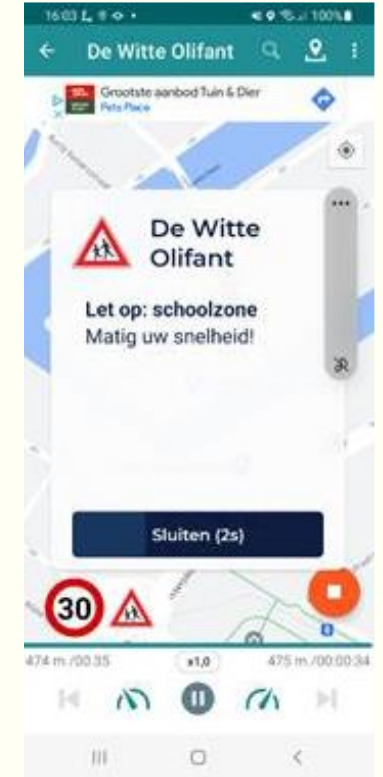 16:03
100%
De Witte Olifant
Grootste aanbod Tuin & Dier
Pets Place
De Witte
Olifant
Let op: schoolzone
Matig uw snelheid!
Sluiten (2s)
30
474 m./00:35
x1,0
475 m./00:00:34